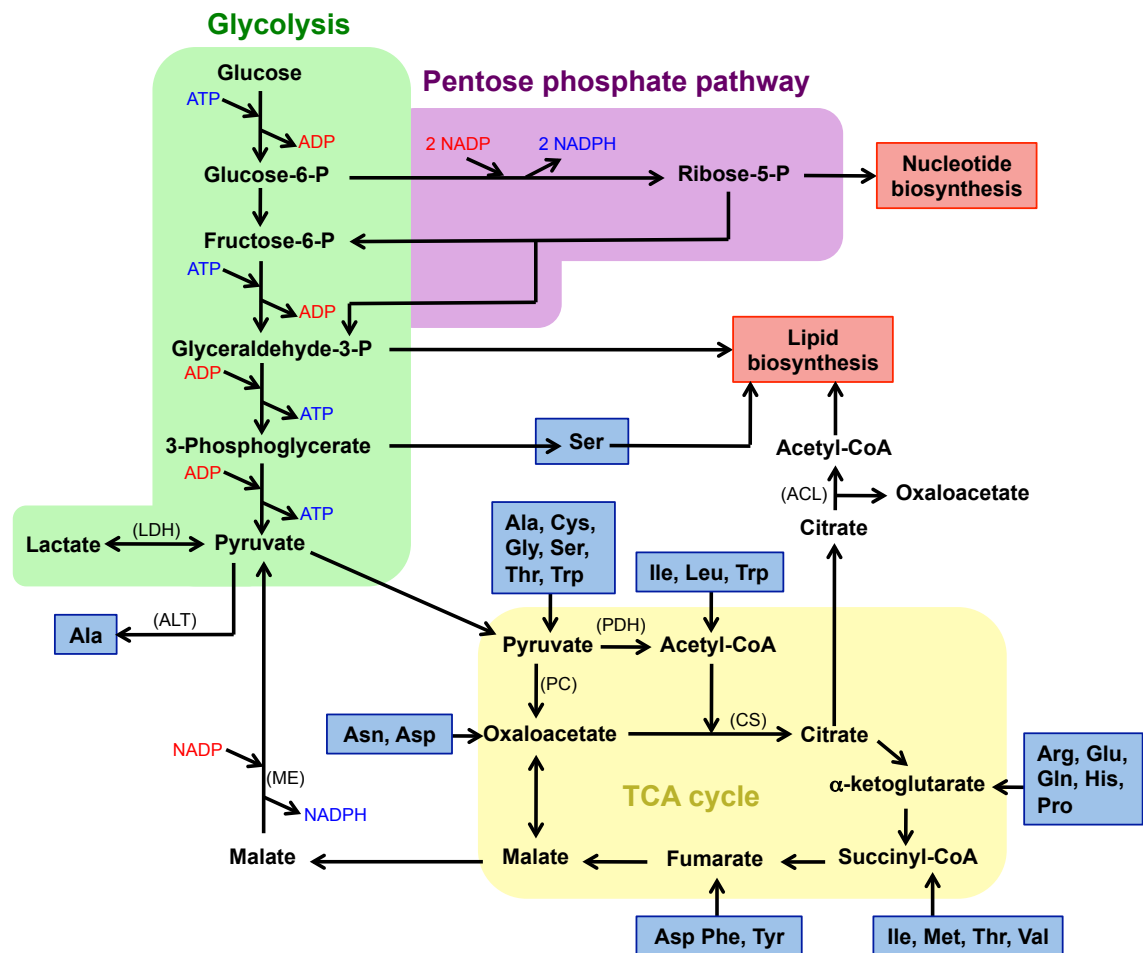 Glycolysis
Glucose
Pentose phosphate pathway
ATP
ADP
2 NADP
2 NADPH
Glucose-6-P
Ribose-5-P
Nucleotide
biosynthesis
Fructose-6-P
ATP
ADP
Glyceraldehyde-3-P
Lipid
biosynthesis
ADP
ATP
3-Phosphoglycerate
Ser
Acetyl-CoA
ADP
(ACL)
Oxaloacetate
ATP
Citrate
Lactate
(LDH)
Pyruvate
Ala, Cys,
Gly, Ser,
Thr, Trp
Ile, Leu, Trp
Ala
(ALT)
Pyruvate
(PDH)
Acetyl-CoA
(PC)
Asn, Asp
Oxaloacetate
(CS)
Citrate
NADP
(ME)
NADPH
TCA cycle
α-ketoglutarate
Arg, Glu,
Gln, His,
Pro
Malate
Malate
Fumarate
Succinyl-CoA
Asp Phe, Tyr
Ile, Met, Thr, Val